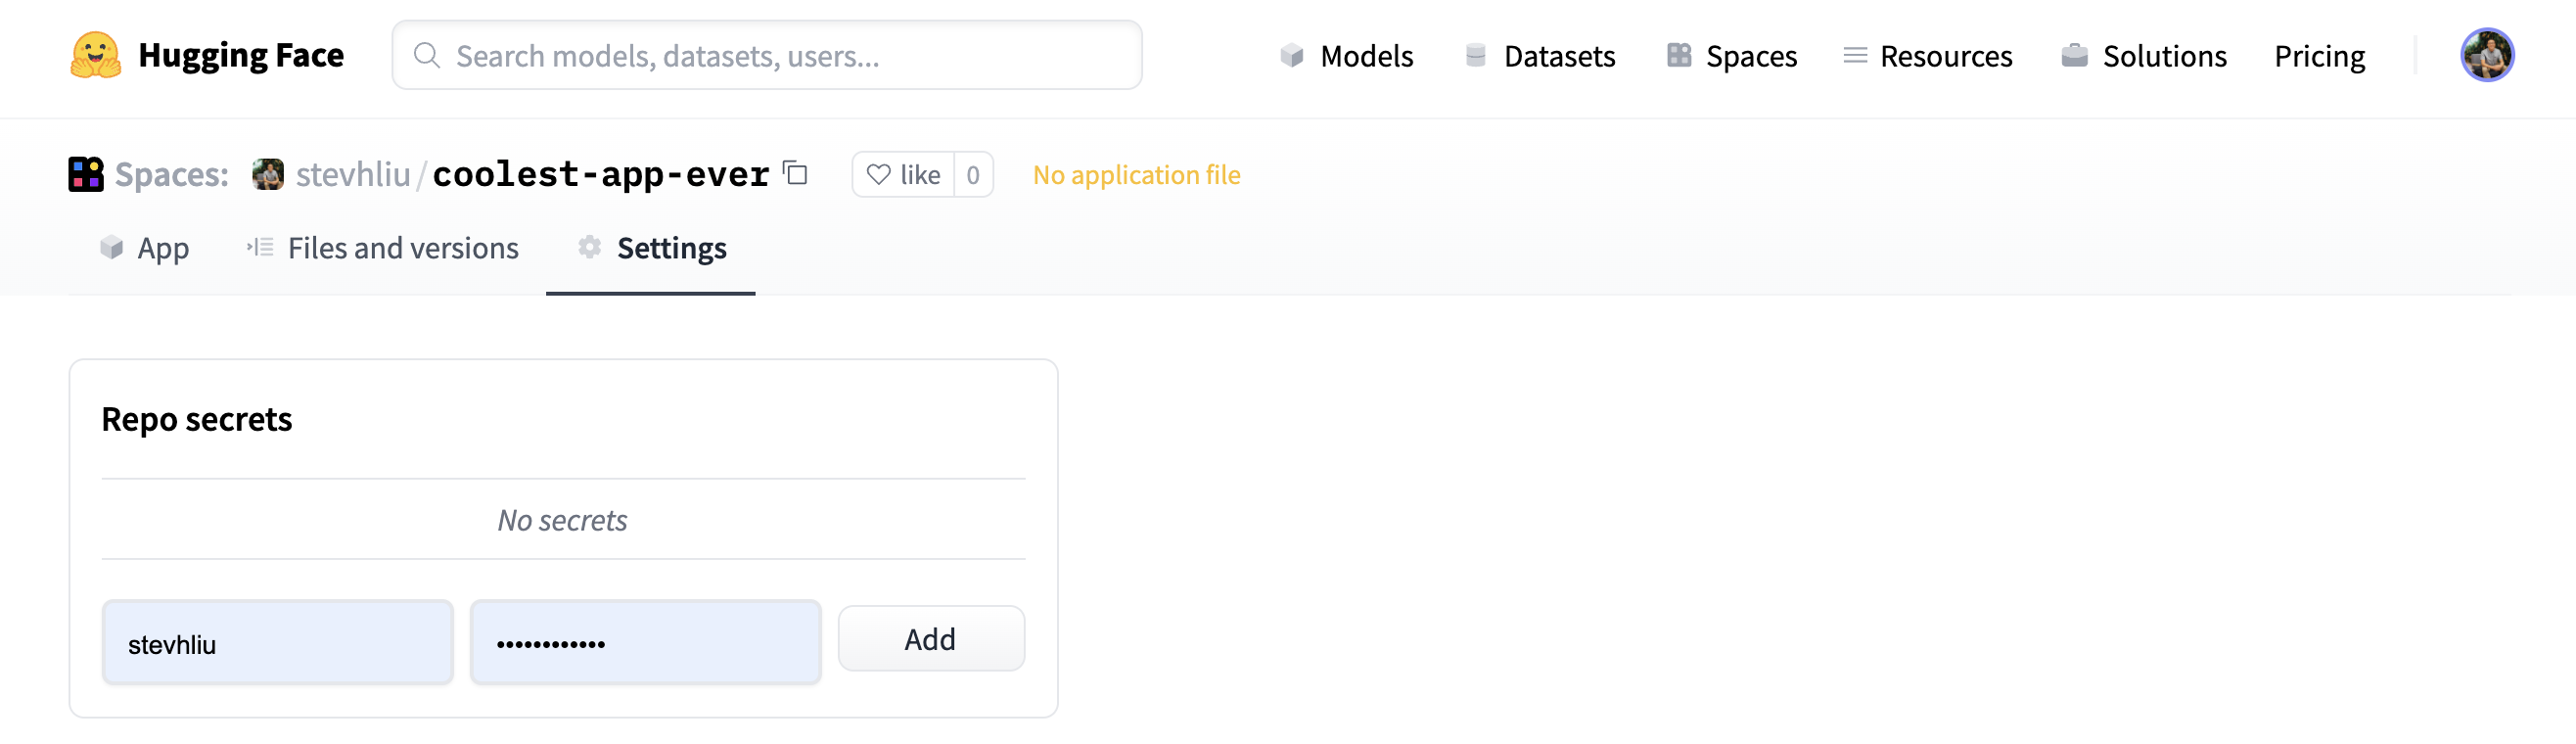 Hugging Face Search models, datasets, users... Models Datasets Spaces Resources Solutions Pricing
Spaces: stevhliu/coolest-app-ever like 0 No application file
App Files and versions Settings
Repo secrets
No secrets
stevhliu •••••••••••• Add